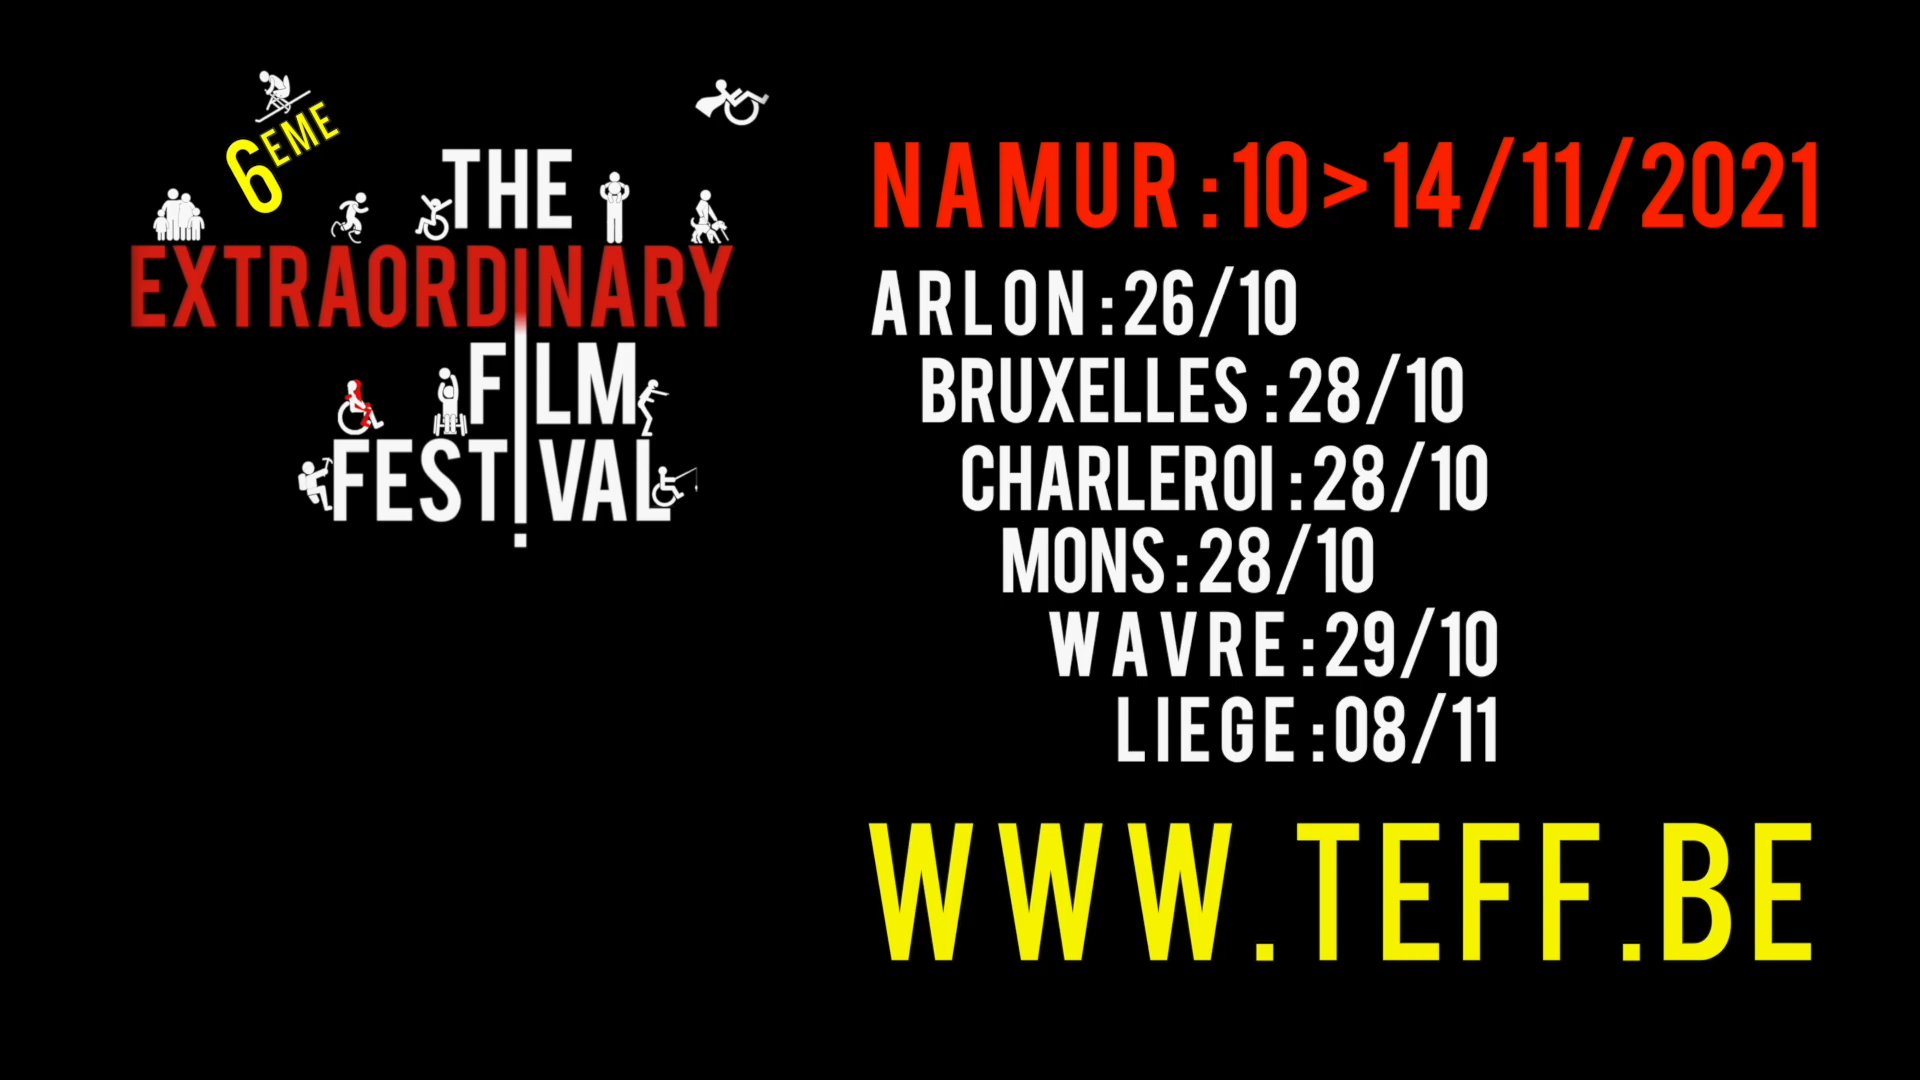 6EME
THE
EXTRAORDINARY
FILM
FESTIVAL
NAMUR : 10 > 14/11/2021
ARLON : 26/10
BRUXELLES : 28/10
CHARLEROI : 28/10
MONS : 28/10
WAVRE : 29/10
LIEGE : 08/11
WWW.TEFF.BE